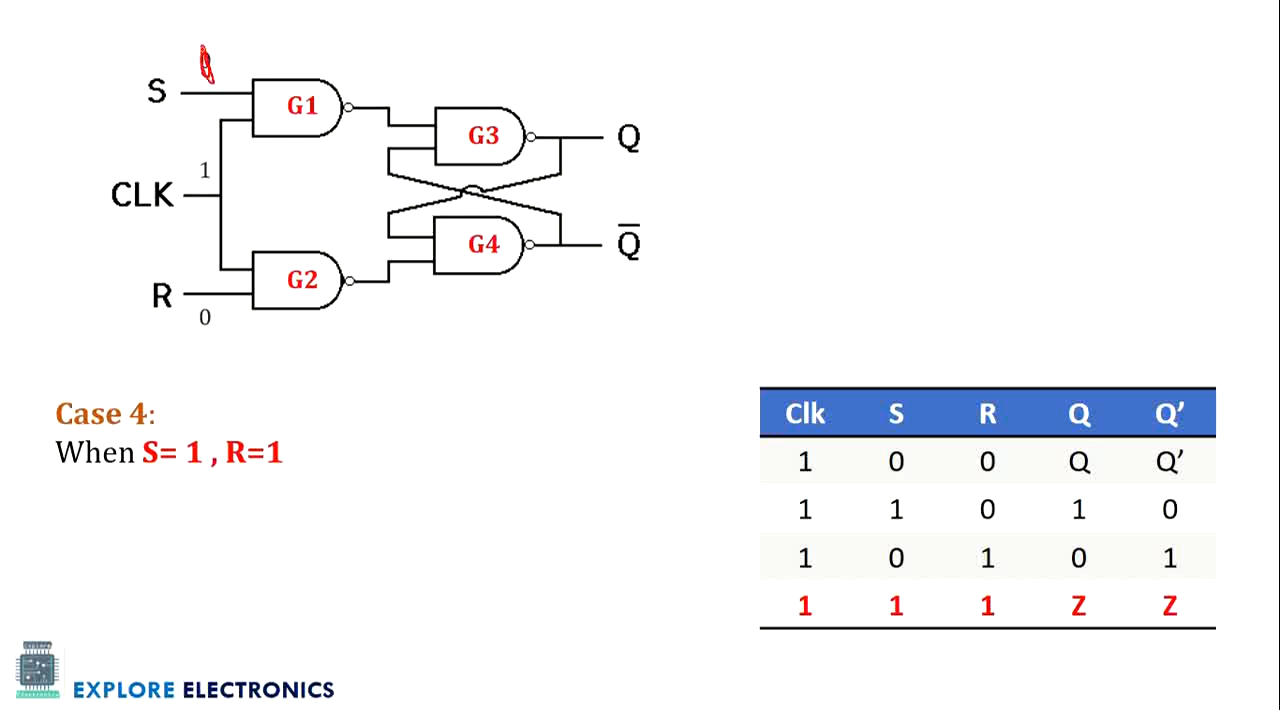 S
G1
G3
Q
1
CLK
G4
Q̅
G2
R
0
Case 4:
When S= 1 , R=1
Clk S R Q Q’
1 0 0 Q Q’
1 1 0 1 0
1 0 1 0 1
1 1 1 Z Z
EXPLORE ELECTRONICS